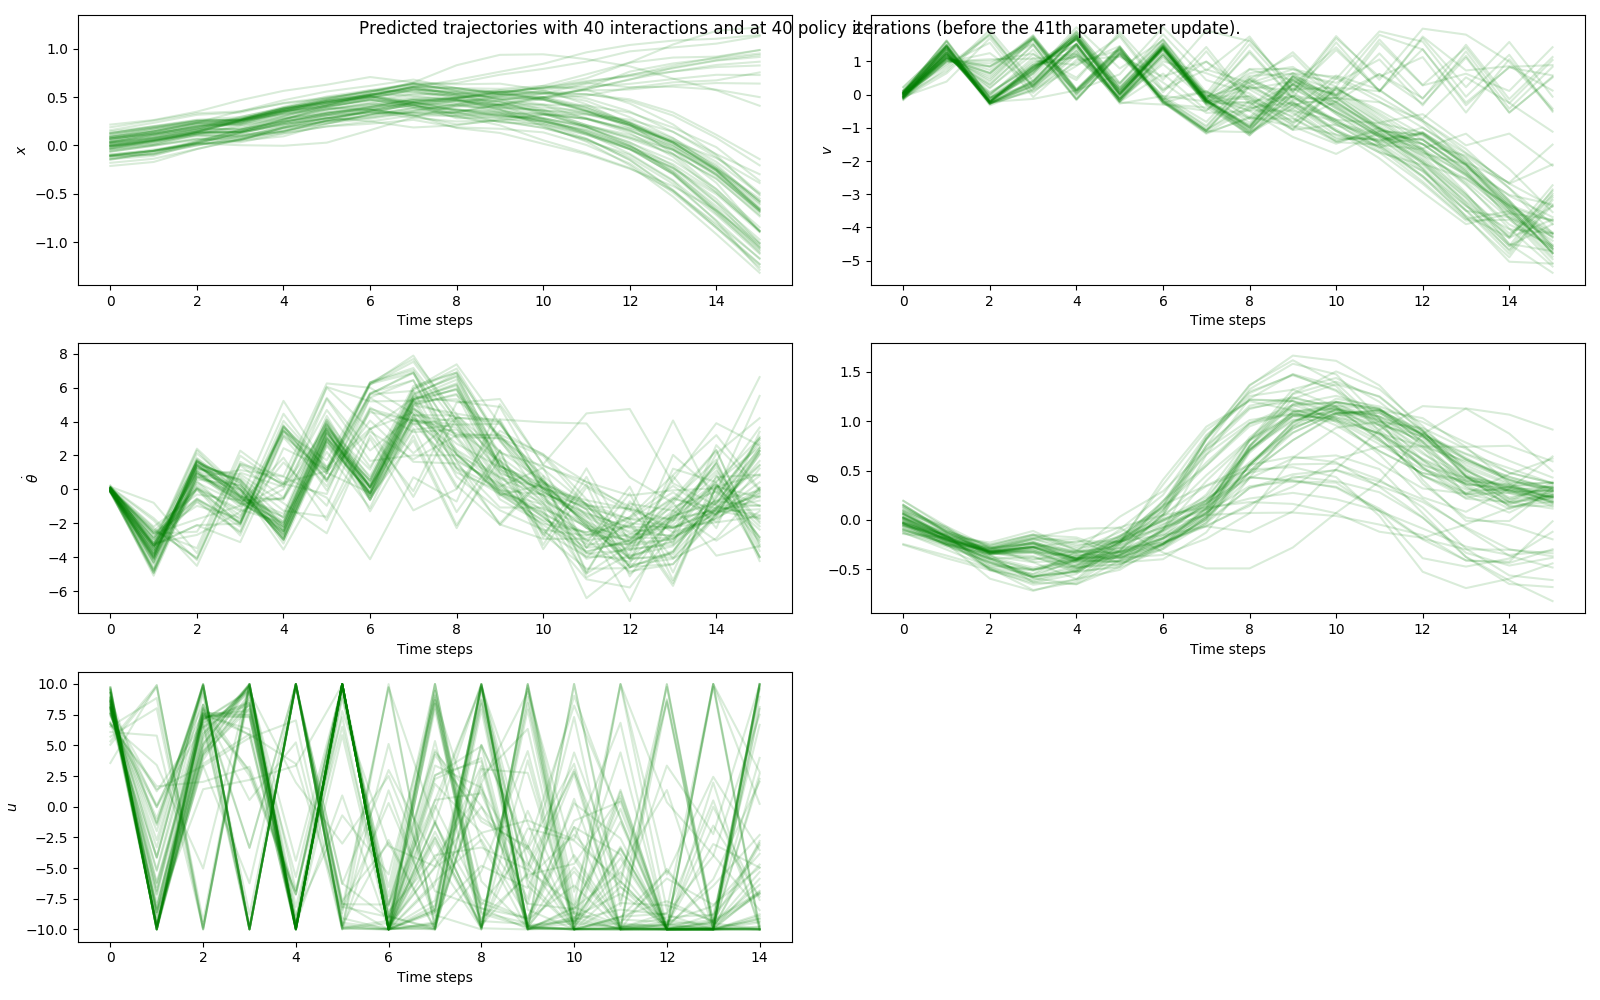 Predicted trajectories with 40 interactions and at 40 policy iterations (before the 41th parameter update).
1.0
0.5
0.0
−0.5
−1.0
x
0 2 4 6 8 10 12 14
Time steps
2
1
0
−1
−2
−3
−4
−5
v
0 2 4 6 8 10 12 14
Time steps
8
6
4
2
0
−2
−4
−6
θ̇
0 2 4 6 8 10 12 14
Time steps
1.5
1.0
0.5
0.0
−0.5
θ
0 2 4 6 8 10 12 14
Time steps
10.0
7.5
5.0
2.5
0.0
−2.5
−5.0
−7.5
−10.0
u
0 2 4 6 8 10 12 14
Time steps